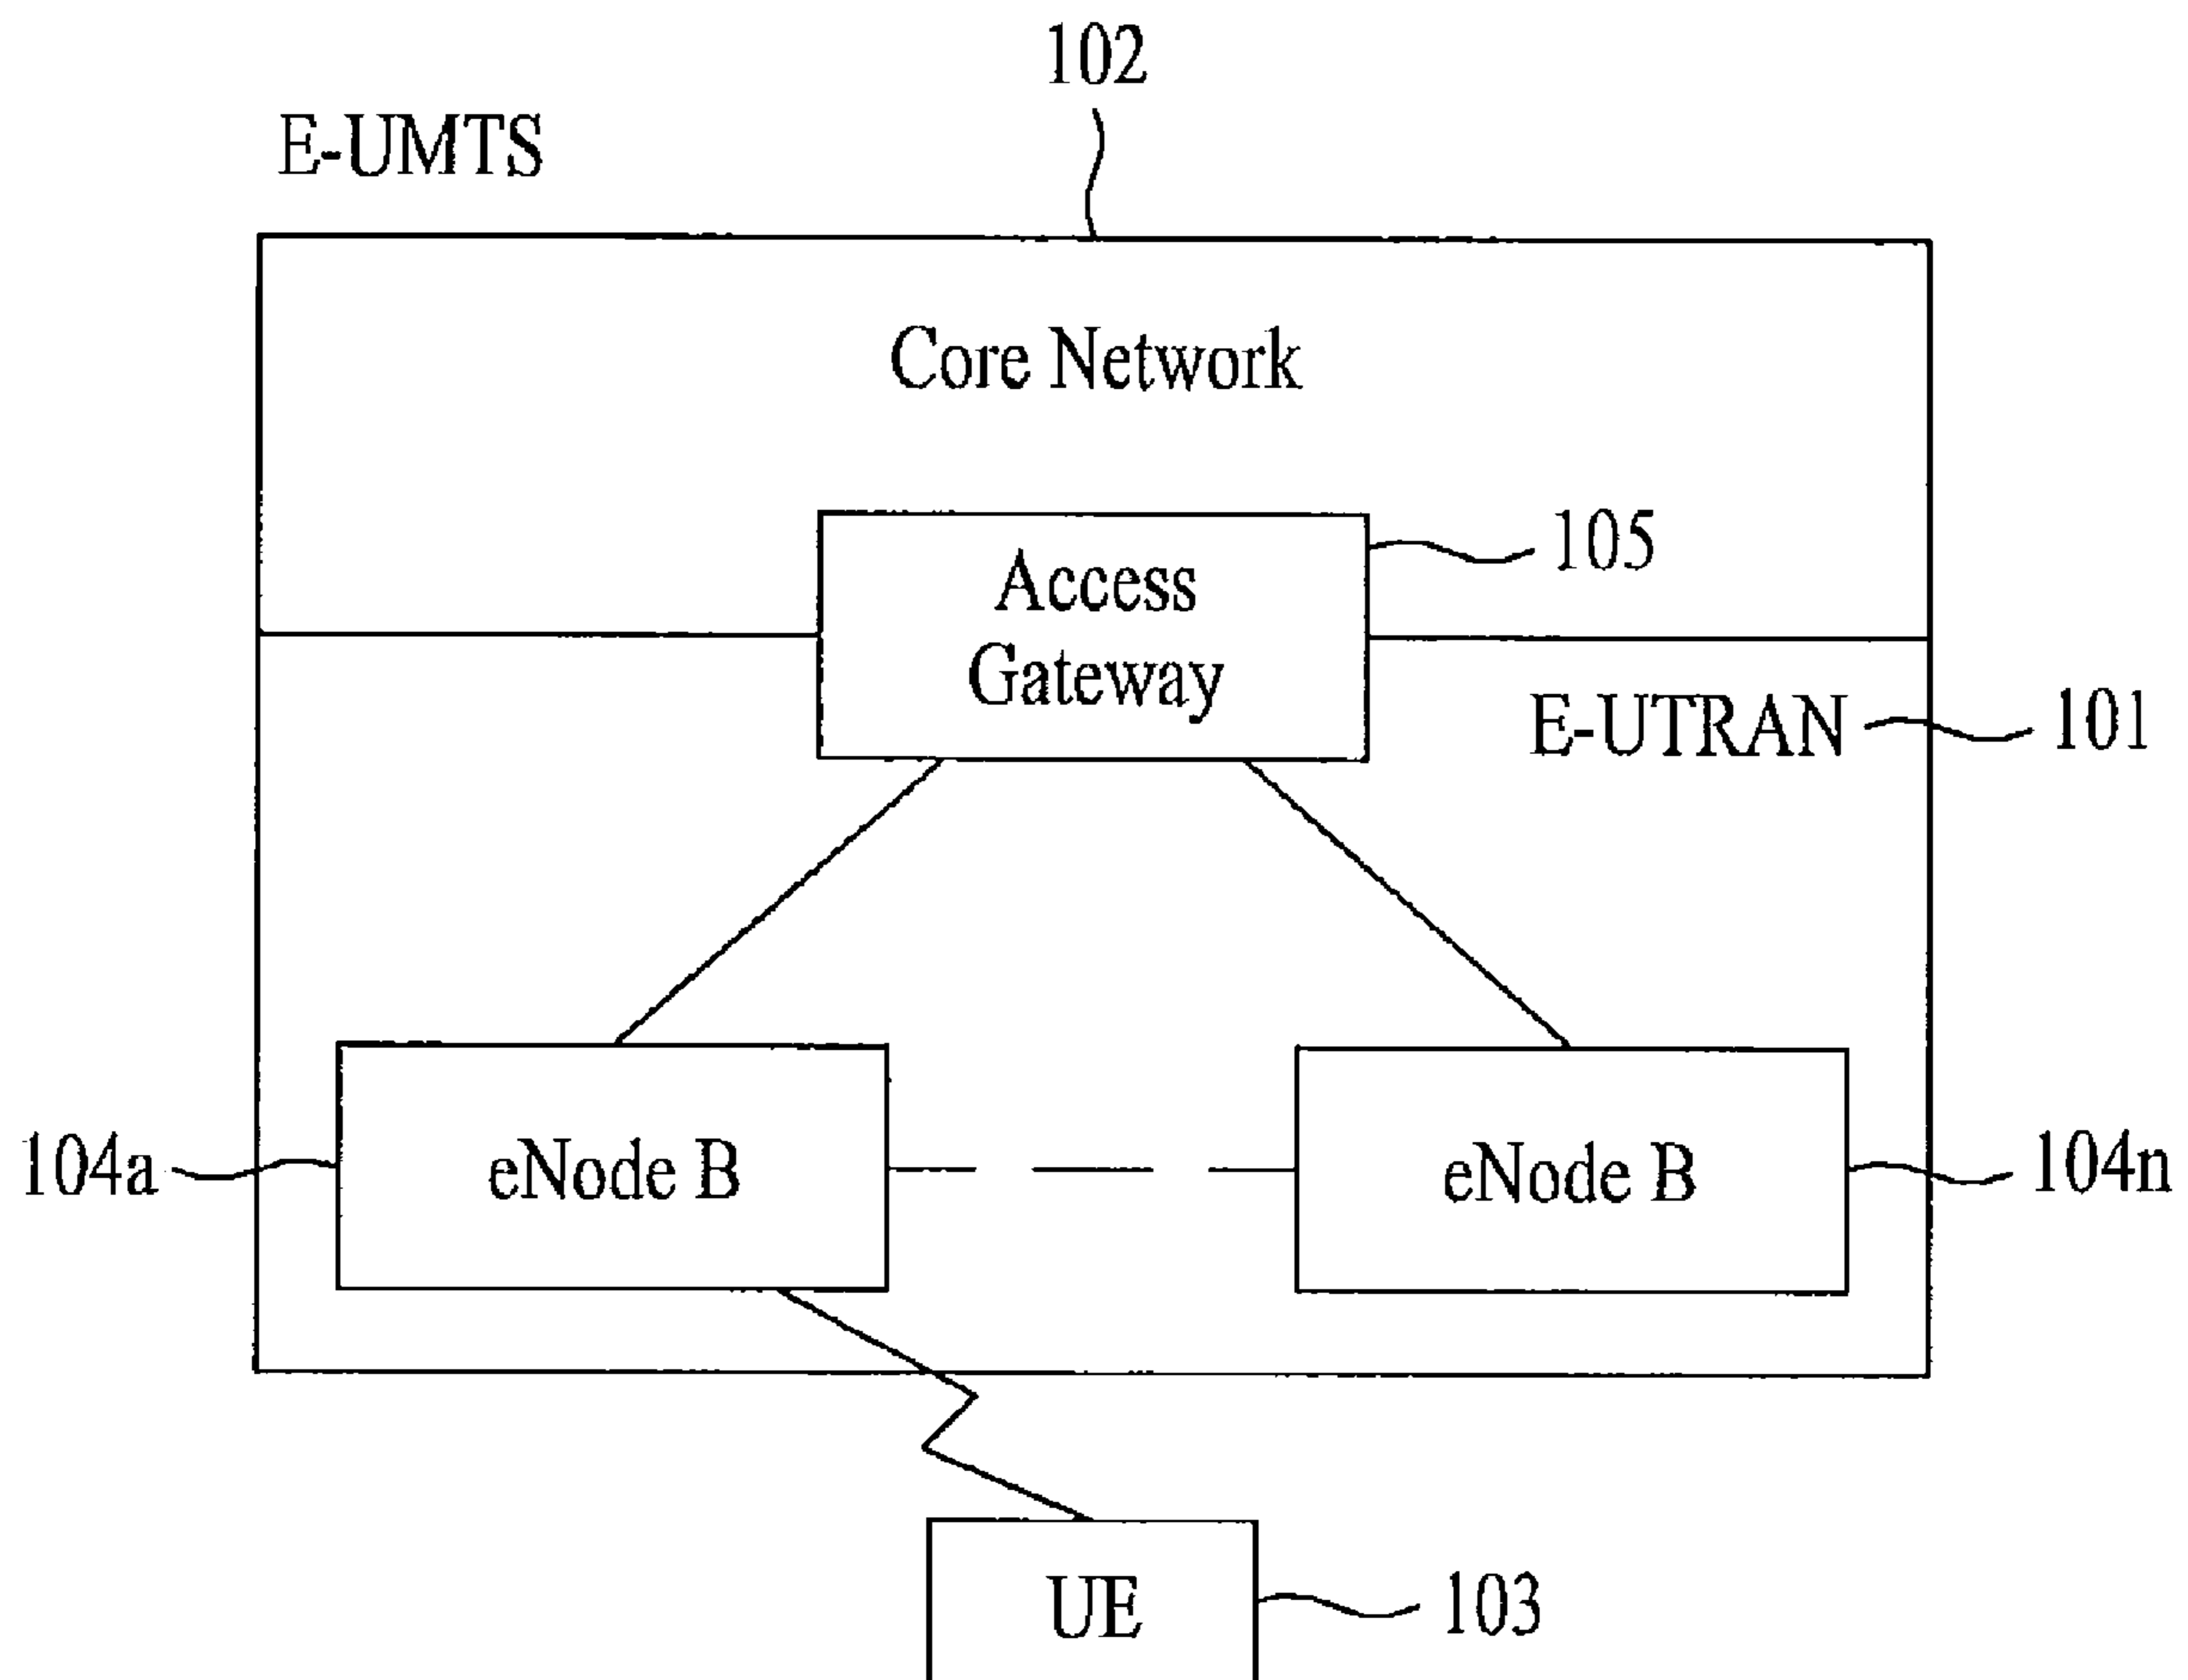 102
E-UMTS
Core Network
105
Access
Gateway
E-UTRAN
101
104a
eNode B
eNode B
104n
UE
103